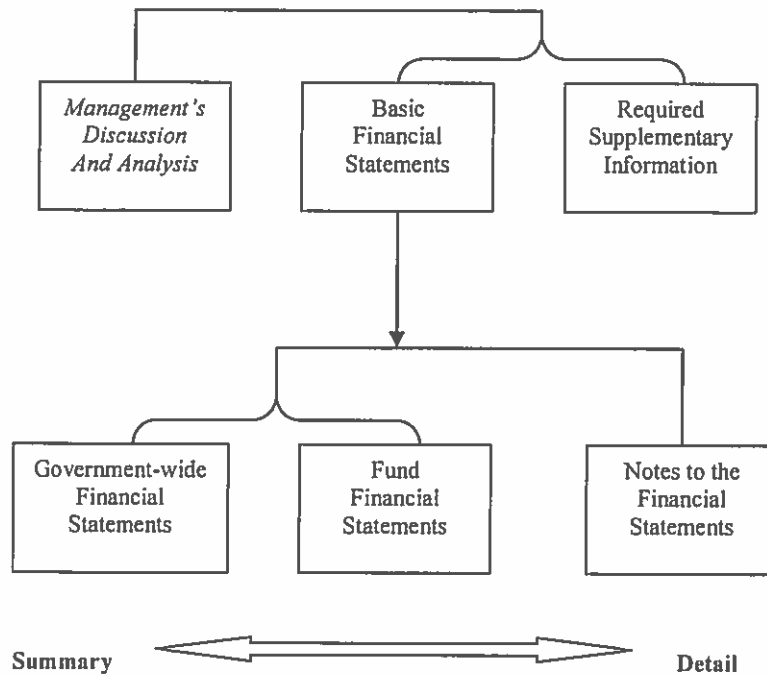 Management's
Discussion
And Analysis
Basic
Financial
Statements
Required
Supplementary
Information
Government-wide
Financial
Statements
Fund
Financial
Statements
Notes to the
Financial
Statements
Summary
Detail